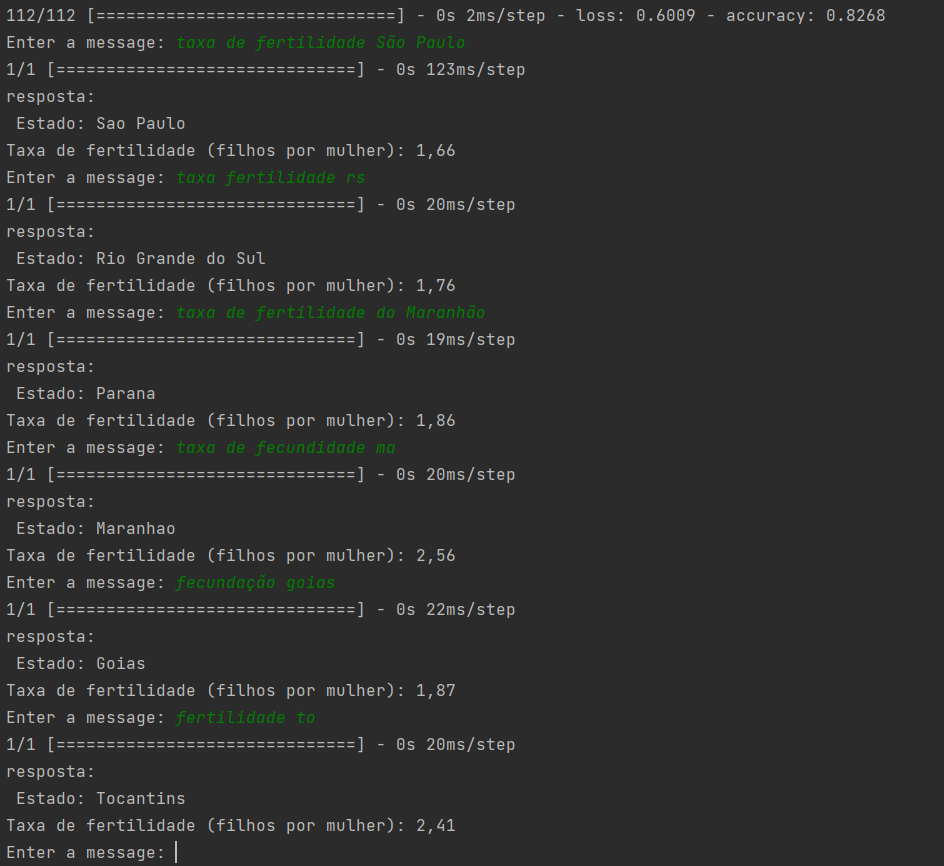 112/112 [==============================] - 0s 2ms/step - loss: 0.6009 - accuracy: 0.8268
Enter a message: taxa de fertilidade São Paulo
1/1 [==============================] - 0s 123ms/step
resposta:
 Estado: Sao Paulo
Taxa de fertilidade (filhos por mulher): 1,66
Enter a message: taxa fertilidade rs
1/1 [==============================] - 0s 20ms/step
resposta:
 Estado: Rio Grande do Sul
Taxa de fertilidade (filhos por mulher): 1,76
Enter a message: taxa de fertilidade do Maranhão
1/1 [==============================] - 0s 19ms/step
resposta:
 Estado: Parana
Taxa de fertilidade (filhos por mulher): 1,86
Enter a message: taxa de fecundidade ma
1/1 [==============================] - 0s 20ms/step
resposta:
 Estado: Maranhao
Taxa de fertilidade (filhos por mulher): 2,56
Enter a message: fecundação goias
1/1 [==============================] - 0s 22ms/step
resposta:
 Estado: Goias
Taxa de fertilidade (filhos por mulher): 1,87
Enter a message: fertilidade to
1/1 [==============================] - 0s 20ms/step
resposta:
 Estado: Tocantins
Taxa de fertilidade (filhos por mulher): 2,41
Enter a message: